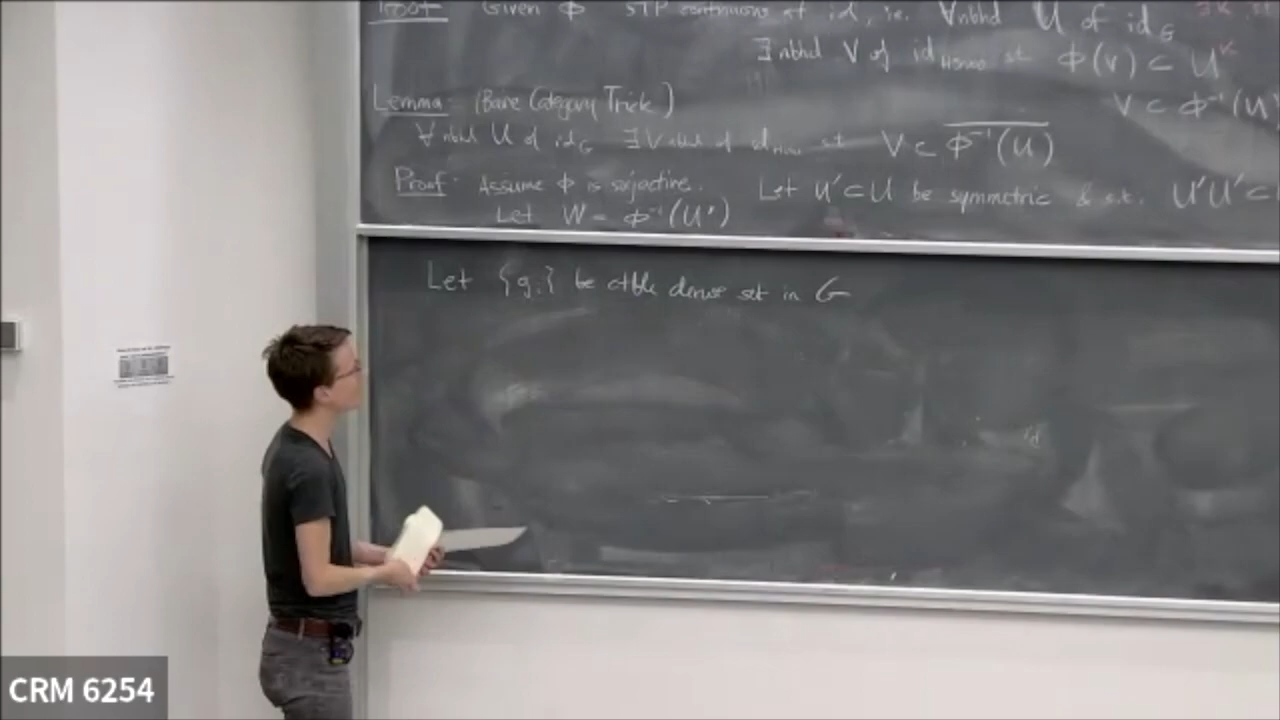 Proof Given Φ STP continuous at id, i.e. ∀nbhd U of id_G ∃K st
∃ nbhd V of id_Homeo st Φ(V) ⊂ U^K
Lemma: (Baire Category Trick) V ⊂ Φ⁻¹(U
∀ nbhd U of id_G ∃ V nbhd of id_Homeo st V ⊂ \overline{Φ⁻¹(U)}
Proof: Assume Φ is surjective. Let U' ⊂ U be symmetric & s.t. U'U' ⊂
Let W = Φ⁻¹(U')
Let {g_i} be ctble dense set in G
id
CRM 6254